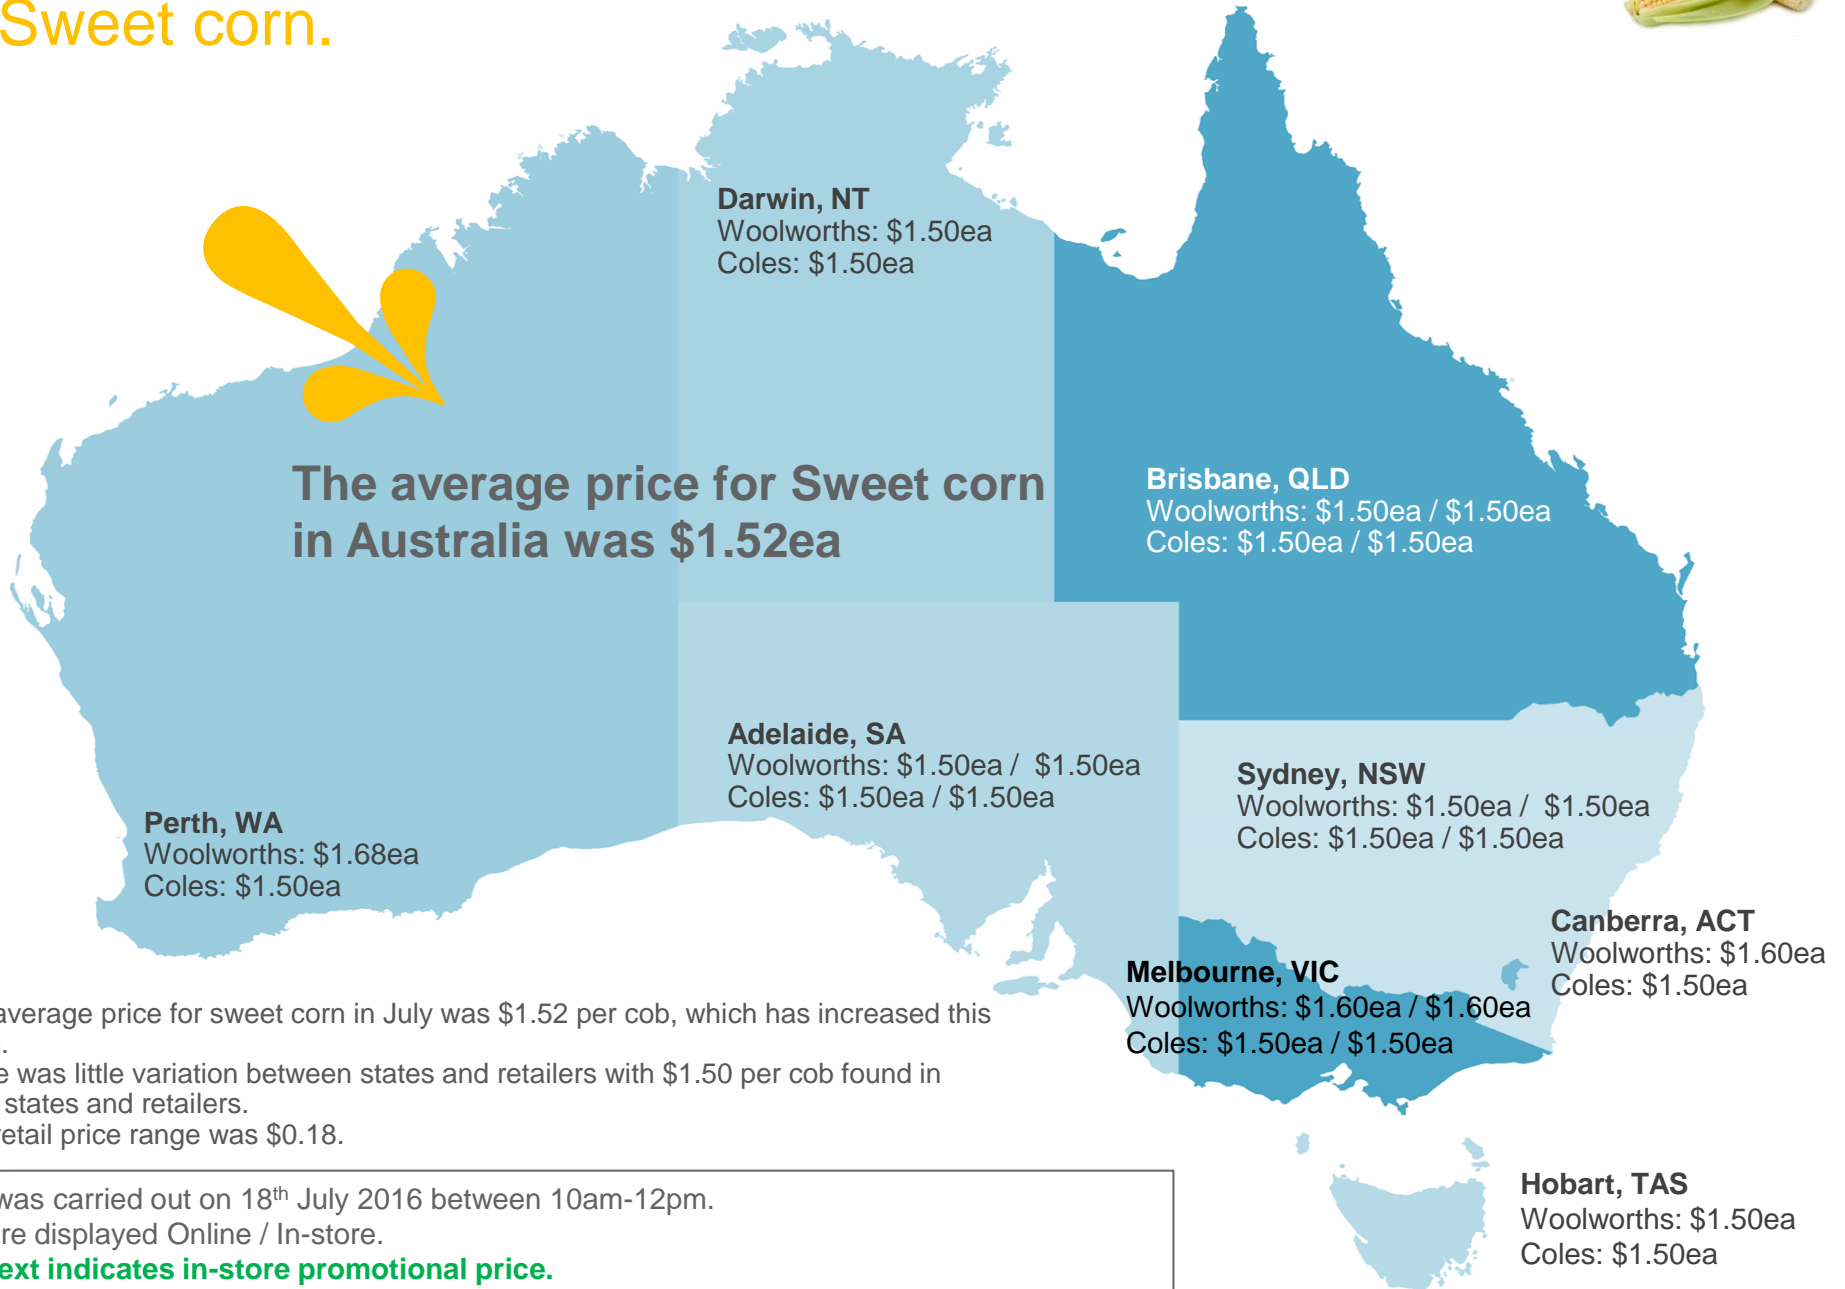 Sweet corn.
Darwin, NT
Woolworths: $1.50ea
Coles: $1.50ea
The average price for Sweet corn
in Australia was $1.52ea
Brisbane, QLD
Woolworths: $1.50ea / $1.50ea
Coles: $1.50ea / $1.50ea
Adelaide, SA
Woolworths: $1.50ea / $1.50ea
Coles: $1.50ea / $1.50ea
Sydney, NSW
Woolworths: $1.50ea / $1.50ea
Coles: $1.50ea / $1.50ea
Perth, WA
Woolworths: $1.68ea
Coles: $1.50ea
Canberra, ACT
Woolworths: $1.60ea
Coles: $1.50ea
Melbourne, VIC
Woolworths: $1.60ea / $1.60ea
Coles: $1.50ea / $1.50ea
average price for sweet corn in July was $1.52 per cob, which has increased this
.
e was little variation between states and retailers with $1.50 per cob found in
states and retailers.
retail price range was $0.18.
was carried out on 18th July 2016 between 10am-12pm.
re displayed Online / In-store.
ext indicates in-store promotional price.
Hobart, TAS
Woolworths: $1.50ea
Coles: $1.50ea